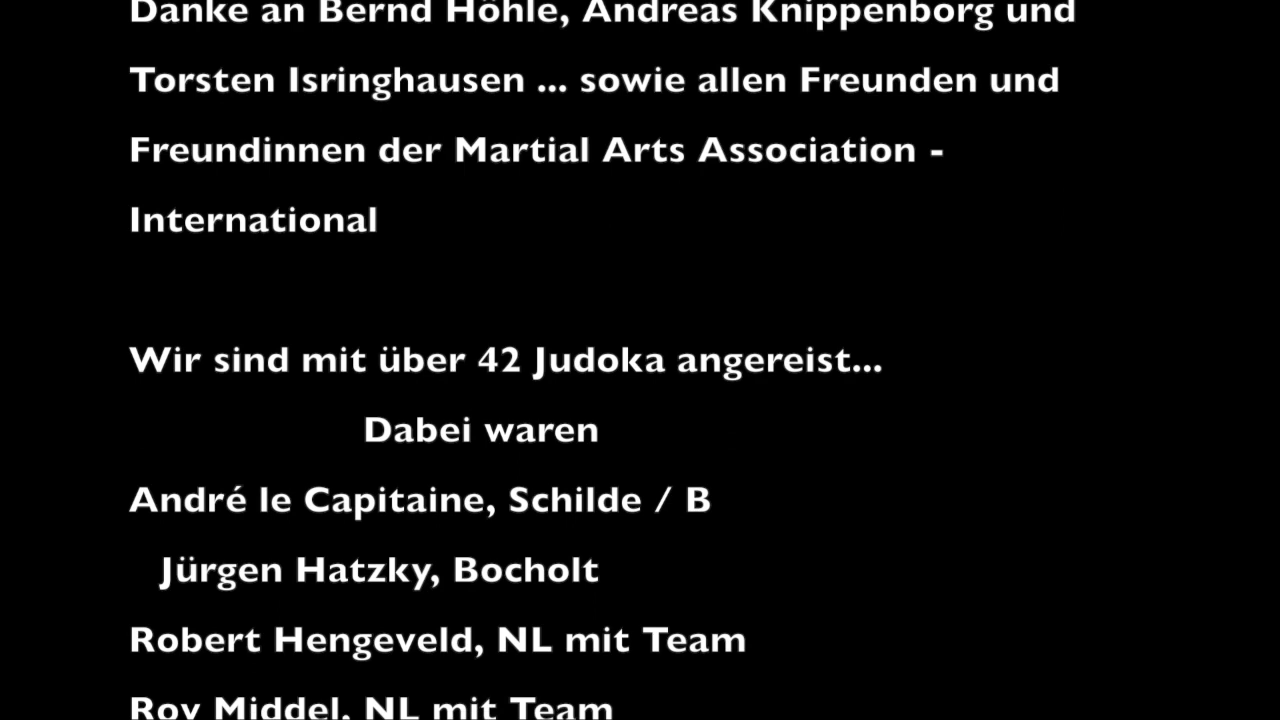 Danke an Bernd Höhle, Andreas Knippenborg und
Torsten Isringhausen ... sowie allen Freunden und
Freundinnen der Martial Arts Association -
International
Wir sind mit über 42 Judoka angereist...
Dabei waren
André le Capitaine, Schilde / B
Jürgen Hatzky, Bocholt
Robert Hengeveld, NL mit Team
Roy Middel, NL mit Team